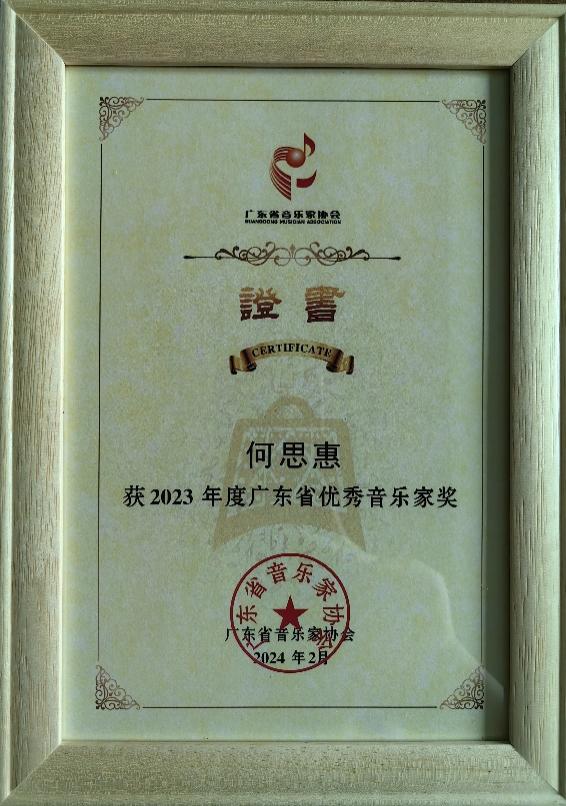 广东省音乐家协会
GUANGDONG MUSICIAN ASSOCIATION
證書
CERTIFICATE
何思惠
获2023年度广东省优秀音乐家奖
广东省音乐家协会
广东省音乐家协会
2024年2月